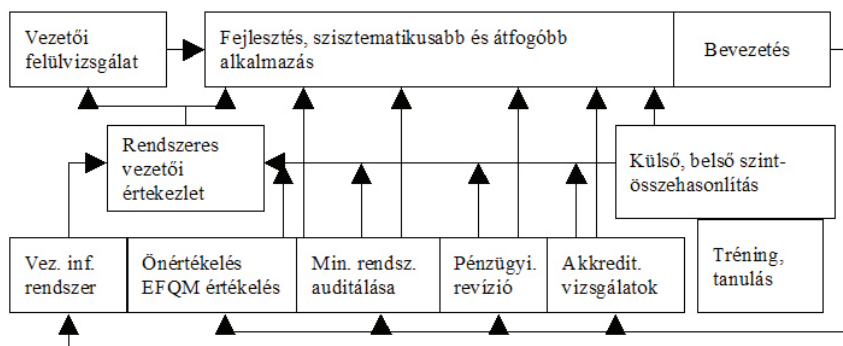 Vezetői
felülvizsgálat
Fejlesztés, szisztematikusabb és átfogóbb
alkalmazás
Bevezetés
Rendszeres
vezetői
értekezlet
Külső, belső szint-
összehasonlítás
Vez. inf.
rendszer
Önértékelés
EFQM értékelés
Min. rendsz.
auditálása
Pénzügyi.
revízió
Akkredit.
vizsgálatok
Tréning,
tanulás